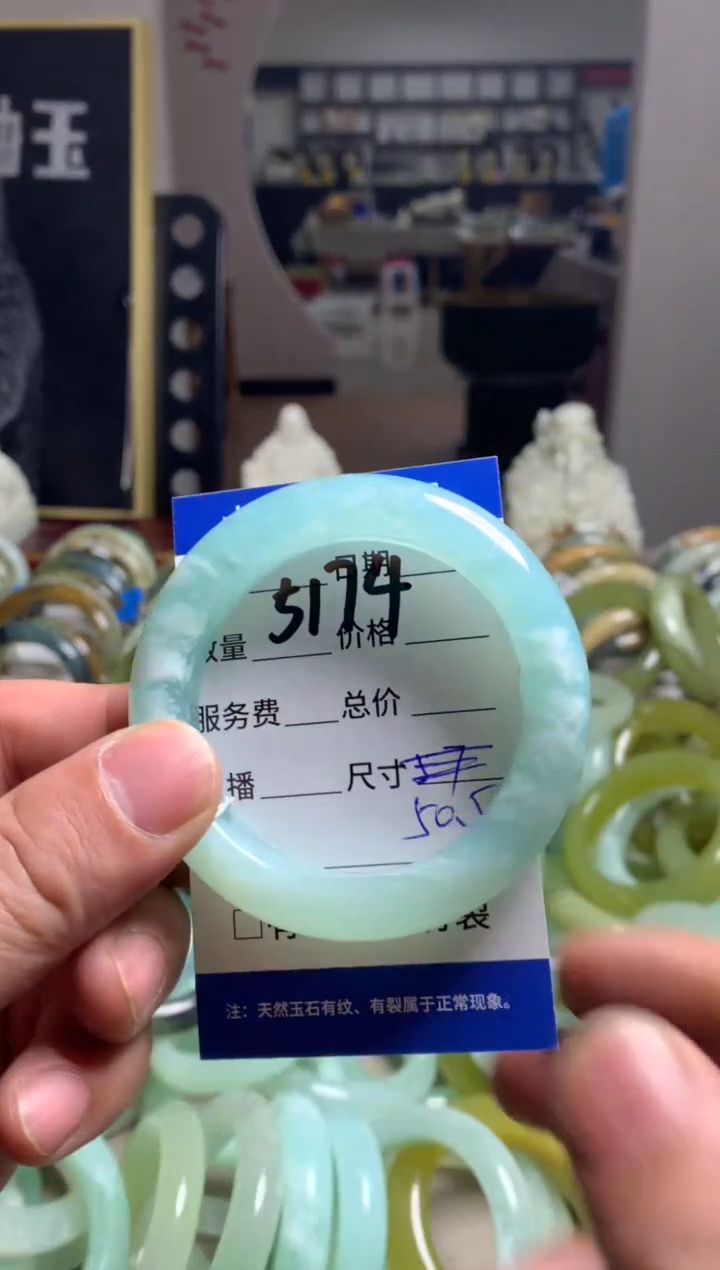 玉
日期
5174
量 价格
服务费 总价
播 尺寸
50.5
裂
注：天然玉石有纹、有裂属于正常现象。